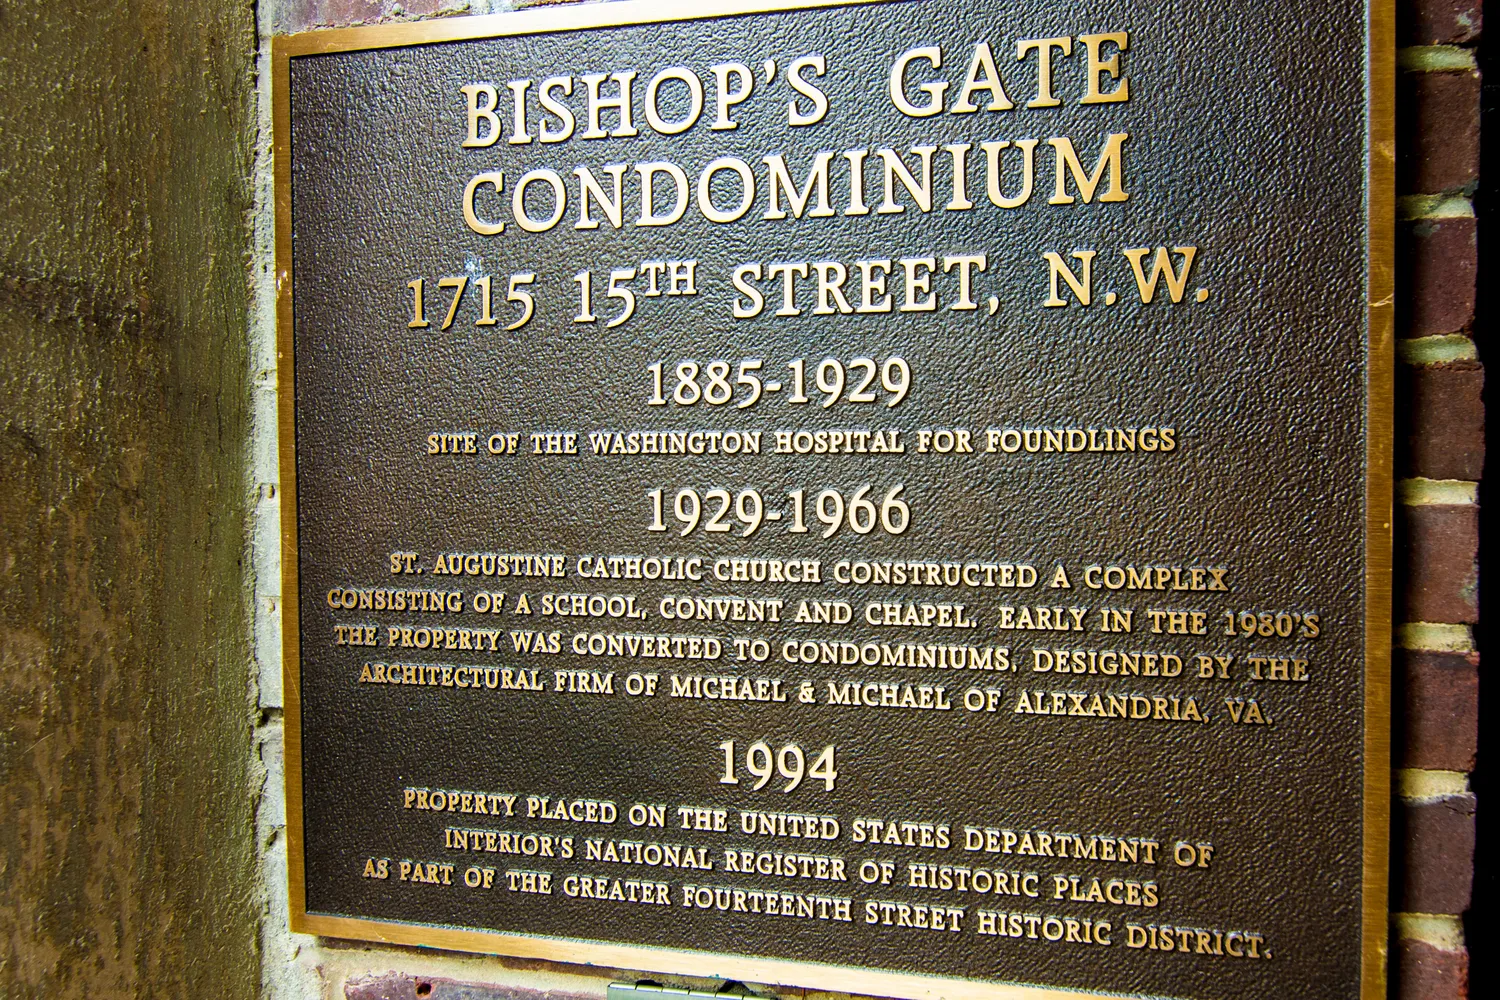 BISHOP'S GATE
CONDOMINIUM
1715 15TH STREET, N.W.
1885-1929
SITE OF THE WASHINGTON HOSPITAL FOR FOUNDLINGS
1929-1966
ST. AUGUSTINE CATHOLIC CHURCH CONSTRUCTED A COMPLEX
CONSISTING OF A SCHOOL, CONVENT AND CHAPEL. EARLY IN THE 1980'S
THE PROPERTY WAS CONVERTED TO CONDOMINIUMS, DESIGNED BY THE
ARCHITECTURAL FIRM OF MICHAEL & MICHAEL OF ALEXANDRIA, VA.
1994
PROPERTY PLACED ON THE UNITED STATES DEPARTMENT OF
INTERIOR'S NATIONAL REGISTER OF HISTORIC PLACES
AS PART OF THE GREATER FOURTEENTH STREET HISTORIC DISTRICT.